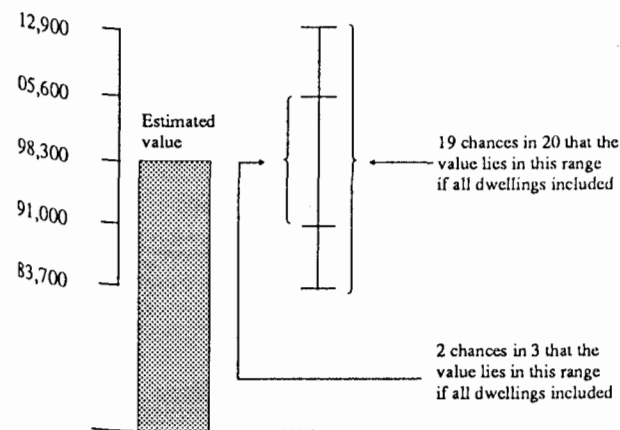 12,900
05,600
Estimated
value
98,300
19 chances in 20 that the
value lies in this range
if all dwellings included
91,000
83,700
2 chances in 3 that the
value lies in this range
if all dwellings included